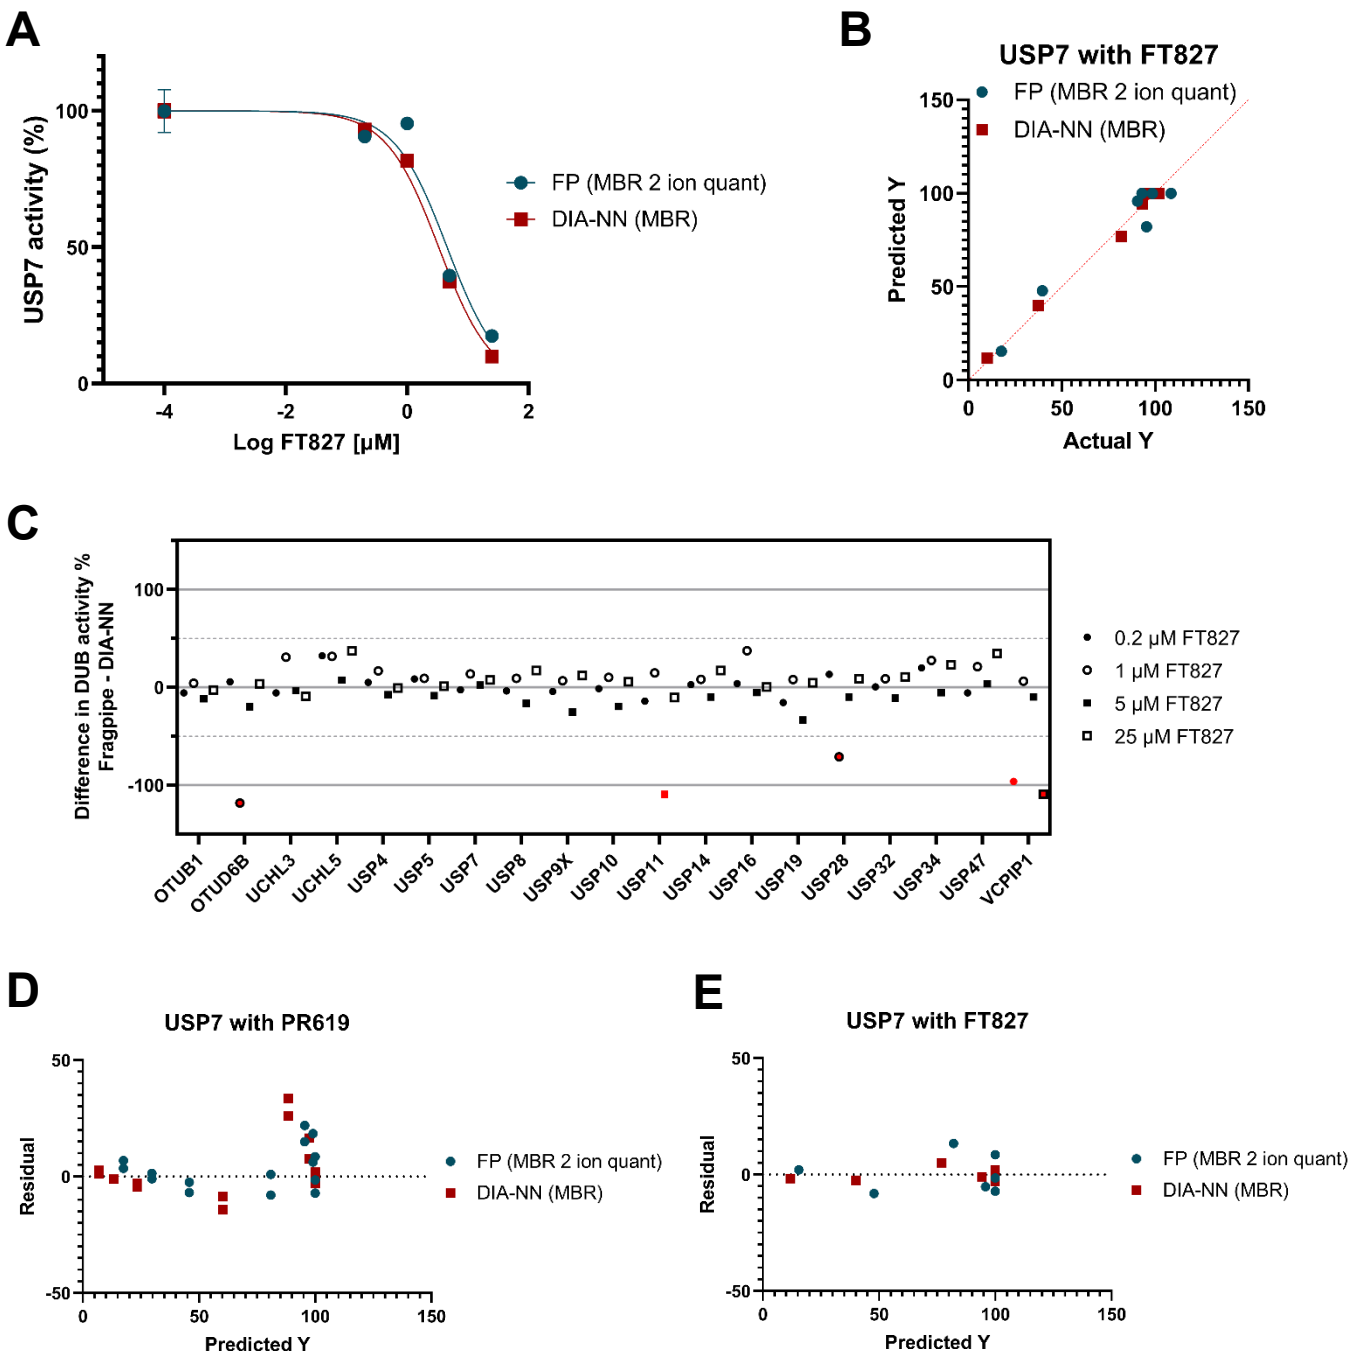 A
USP7 activity (%)
100
50
0
-4
-2
0
2
Log FT827 [µM]
FP (MBR 2 ion quant)
DIA-NN (MBR)
B
USP7 with FT827
FP (MBR 2 ion quant)
DIA-NN (MBR)
Predicted Y
150
100
50
0
0
50
100
150
Actual Y
C
Difference in DUB activity %
Fragpipe - DIA-NN
100
0
-100
OTUB1
OTUD6B
UCHL3
UCHL5
USP4
USP5
USP7
USP8
USP9X
USP10
USP11
USP14
USP16
USP19
USP28
USP32
USP34
USP47
VCPIP1
0.2 µM FT827
1 µM FT827
5 µM FT827
25 µM FT827
D
USP7 with PR619
Residual
50
0
-50
0
50
100
150
Predicted Y
FP (MBR 2 ion quant)
DIA-NN (MBR)
E
USP7 with FT827
Residual
50
0
-50
0
50
100
150
Predicted Y
FP (MBR 2 ion quant)
DIA-NN (MBR)